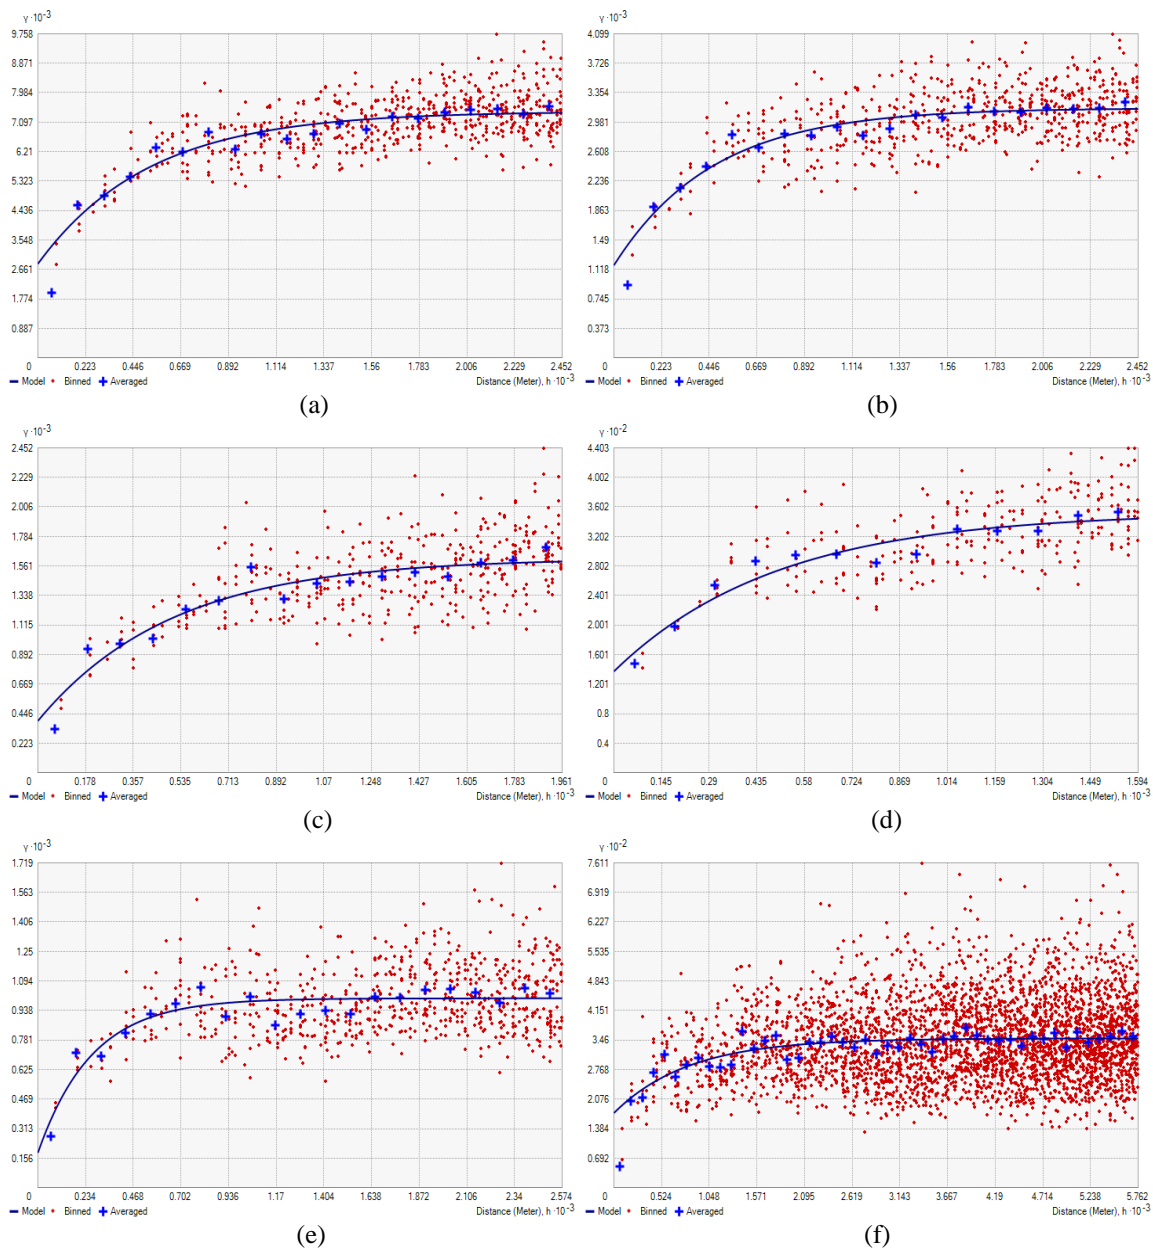 γ ·10⁻³ γ ·10⁻³
9.758 4.099
8.871 3.726
7.984 3.354
7.097 2.981
6.21 2.608
5.323 2.236
4.436 1.863
3.548 1.49
2.661 1.118
1.774 0.745
0.887 0.373
0 0.223 0.446 0.669 0.892 1.114 1.337 1.56 1.783 2.006 2.229 2.452 0 0.223 0.446 0.669 0.892 1.114 1.337 1.56 1.783 2.006 2.229 2.452
Model Binned Averaged Distance (Meter), h ·10⁻³ Model Binned Averaged Distance (Meter), h ·10⁻³
(a) (b)
γ ·10⁻³ γ ·10⁻²
2.452 4.403
2.229 4.002
2.006 3.602
1.784 3.202
1.561 2.802
1.338 2.401
1.115 2.001
0.892 1.601
0.669 1.201
0.446 0.8
0.223 0.4
0 0.178 0.357 0.535 0.713 0.892 1.07 1.248 1.427 1.605 1.783 1.961 0 0.145 0.29 0.435 0.58 0.724 0.869 1.014 1.159 1.304 1.449 1.594
Model Binned Averaged Distance (Meter), h ·10⁻³ Model Binned Averaged Distance (Meter), h ·10⁻³
(c) (d)
γ ·10⁻³ γ ·10⁻²
1.719 7.611
1.563 6.919
1.406 6.227
1.25 5.535
1.094 4.843
0.938 4.151
0.781 3.46
0.625 2.768
0.469 2.076
0.313 1.384
0.156 0.692
0 0.234 0.468 0.702 0.936 1.17 1.404 1.638 1.872 2.106 2.34 2.574 0 0.524 1.048 1.571 2.095 2.619 3.143 3.667 4.19 4.714 5.238 5.762
Model Binned Averaged Distance (Meter), h ·10⁻³ Model Binned Averaged Distance (Meter), h ·10⁻³
(e) (f)